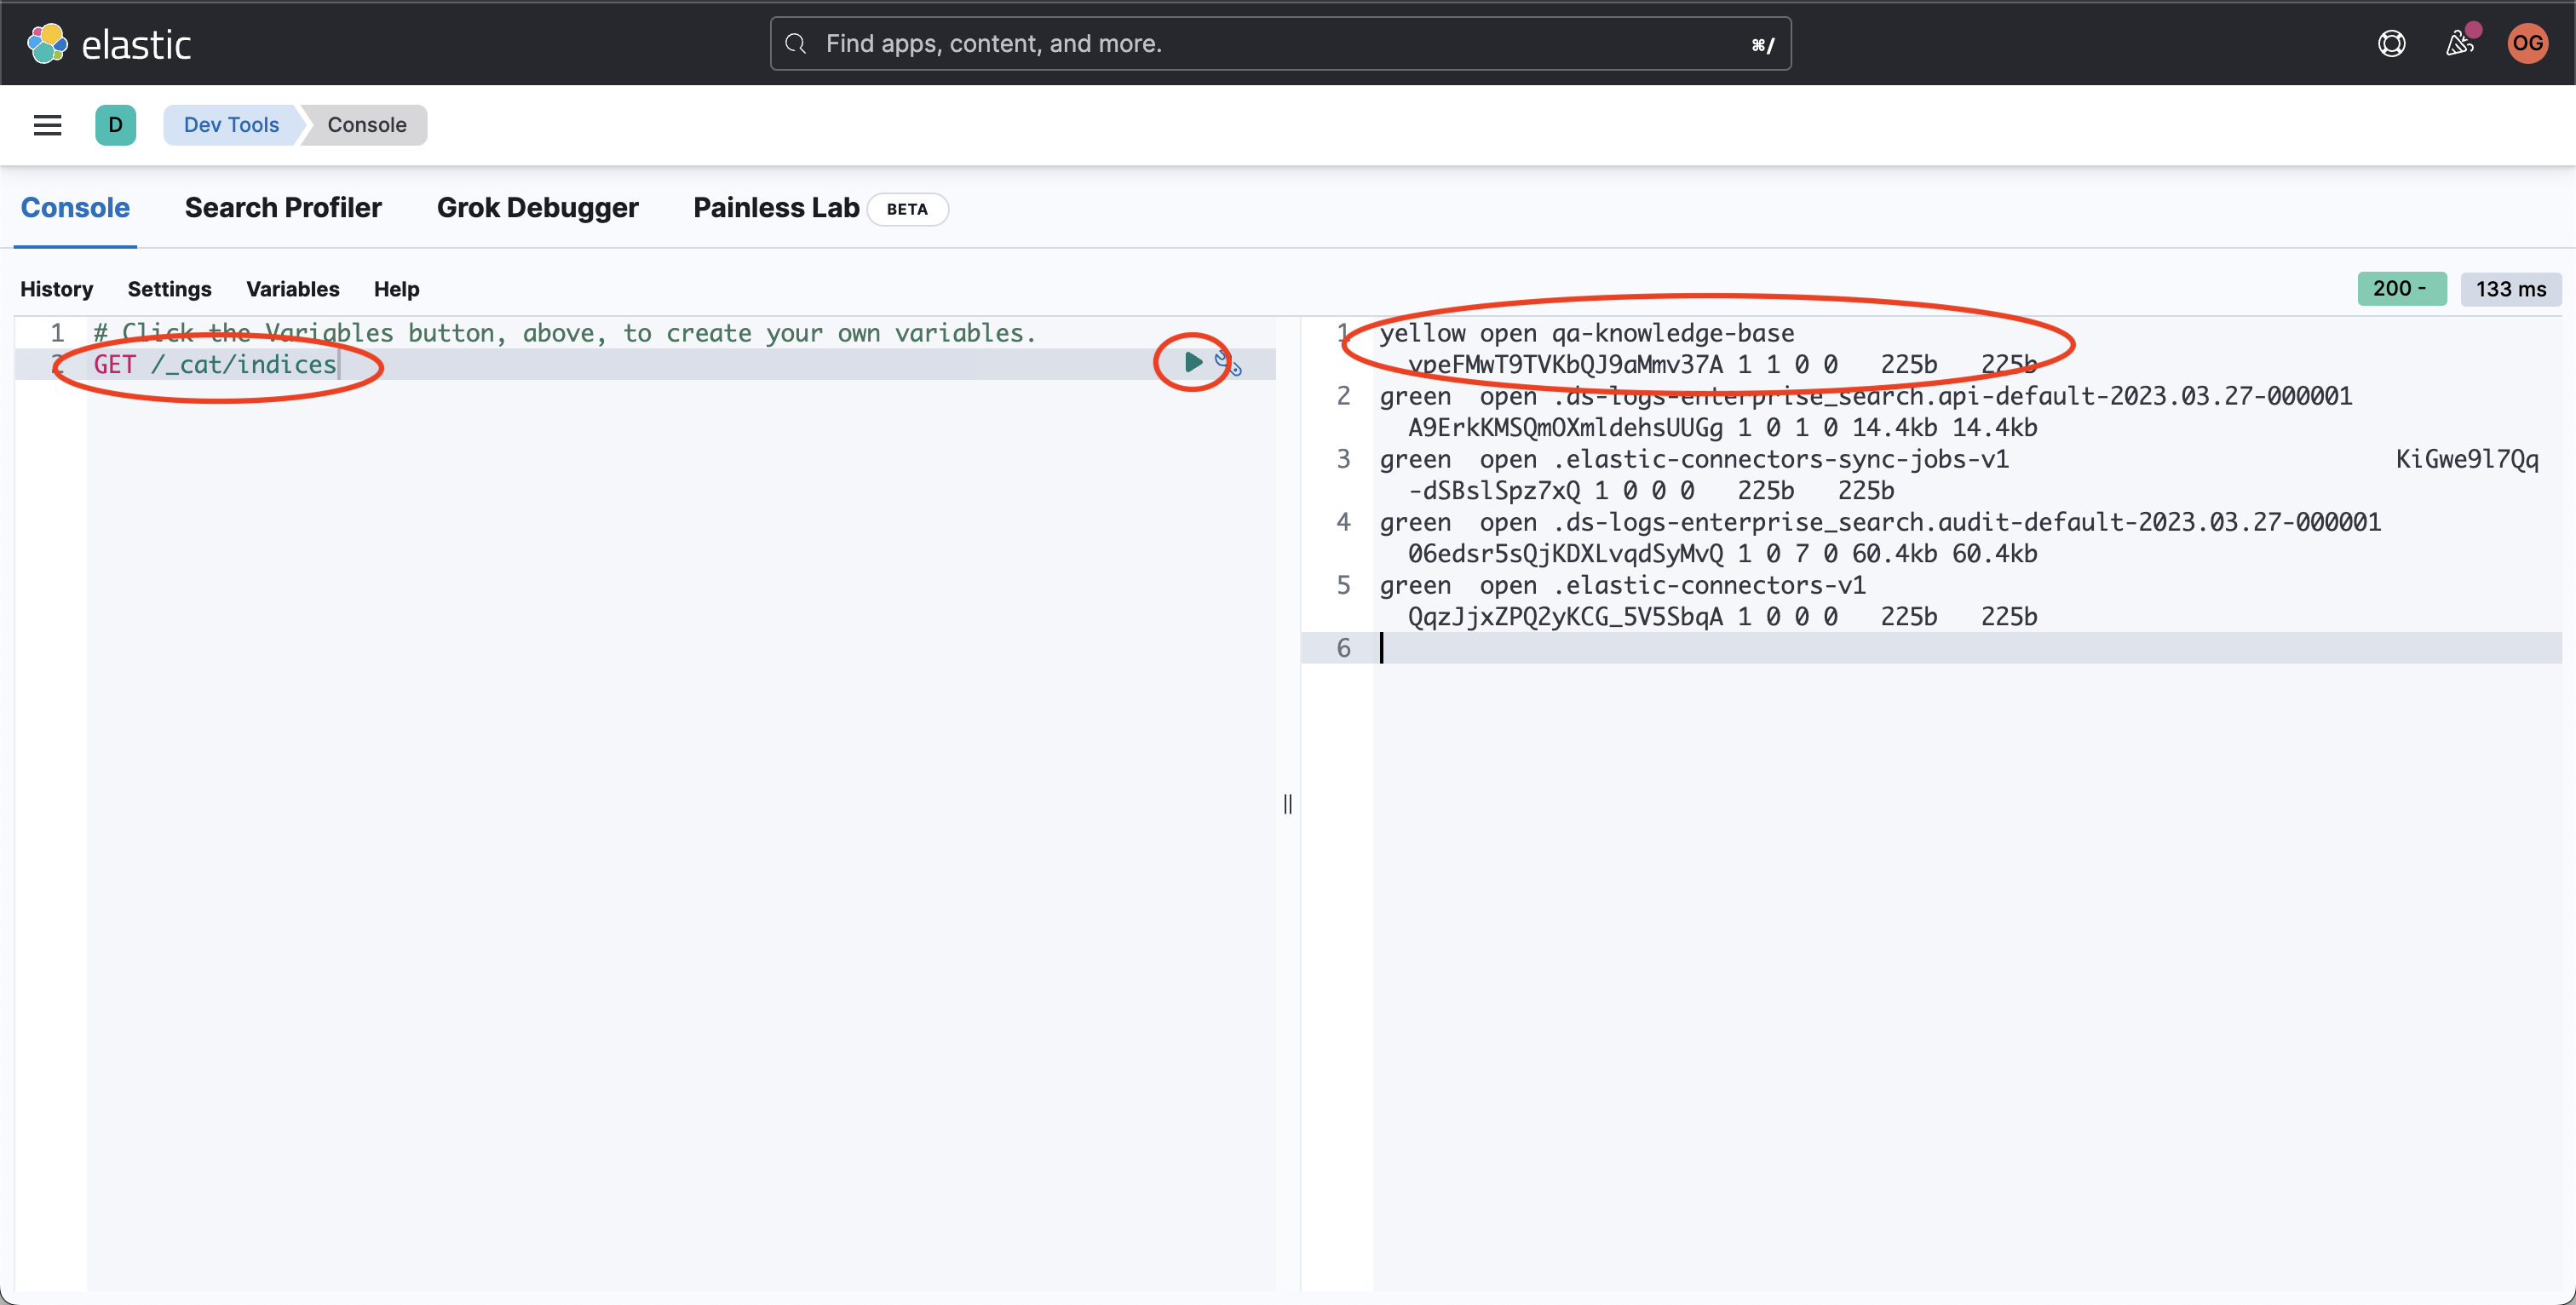 elastic
Find apps, content, and more.
⌘/
OG
D
Dev Tools
Console
Console
Search Profiler
Grok Debugger
Painless Lab
BETA
History
Settings
Variables
Help
200 -
133 ms
1 # Click the Variables button, above, to create your own variables.
2 GET /_cat/indices
1 yellow open qa-knowledge-base
vpeFMwT9TVKbQJ9aMmv37A 1 1 0 0 225b 225b
2 green open .ds-logs-enterprise_search.api-default-2023.03.27-000001
A9ErkKMSQmOXmldehsUUGg 1 0 1 0 14.4kb 14.4kb
3 green open .elastic-connectors-sync-jobs-v1 KiGwe9l7Qq
-dSBslSpz7xQ 1 0 0 0 225b 225b
4 green open .ds-logs-enterprise_search.audit-default-2023.03.27-000001
06edsr5sQjKDXLvqdSyMvQ 1 0 7 0 60.4kb 60.4kb
5 green open .elastic-connectors-v1
QqzJjxZPQ2yKCG_5V5SbqA 1 0 0 0 225b 225b
6